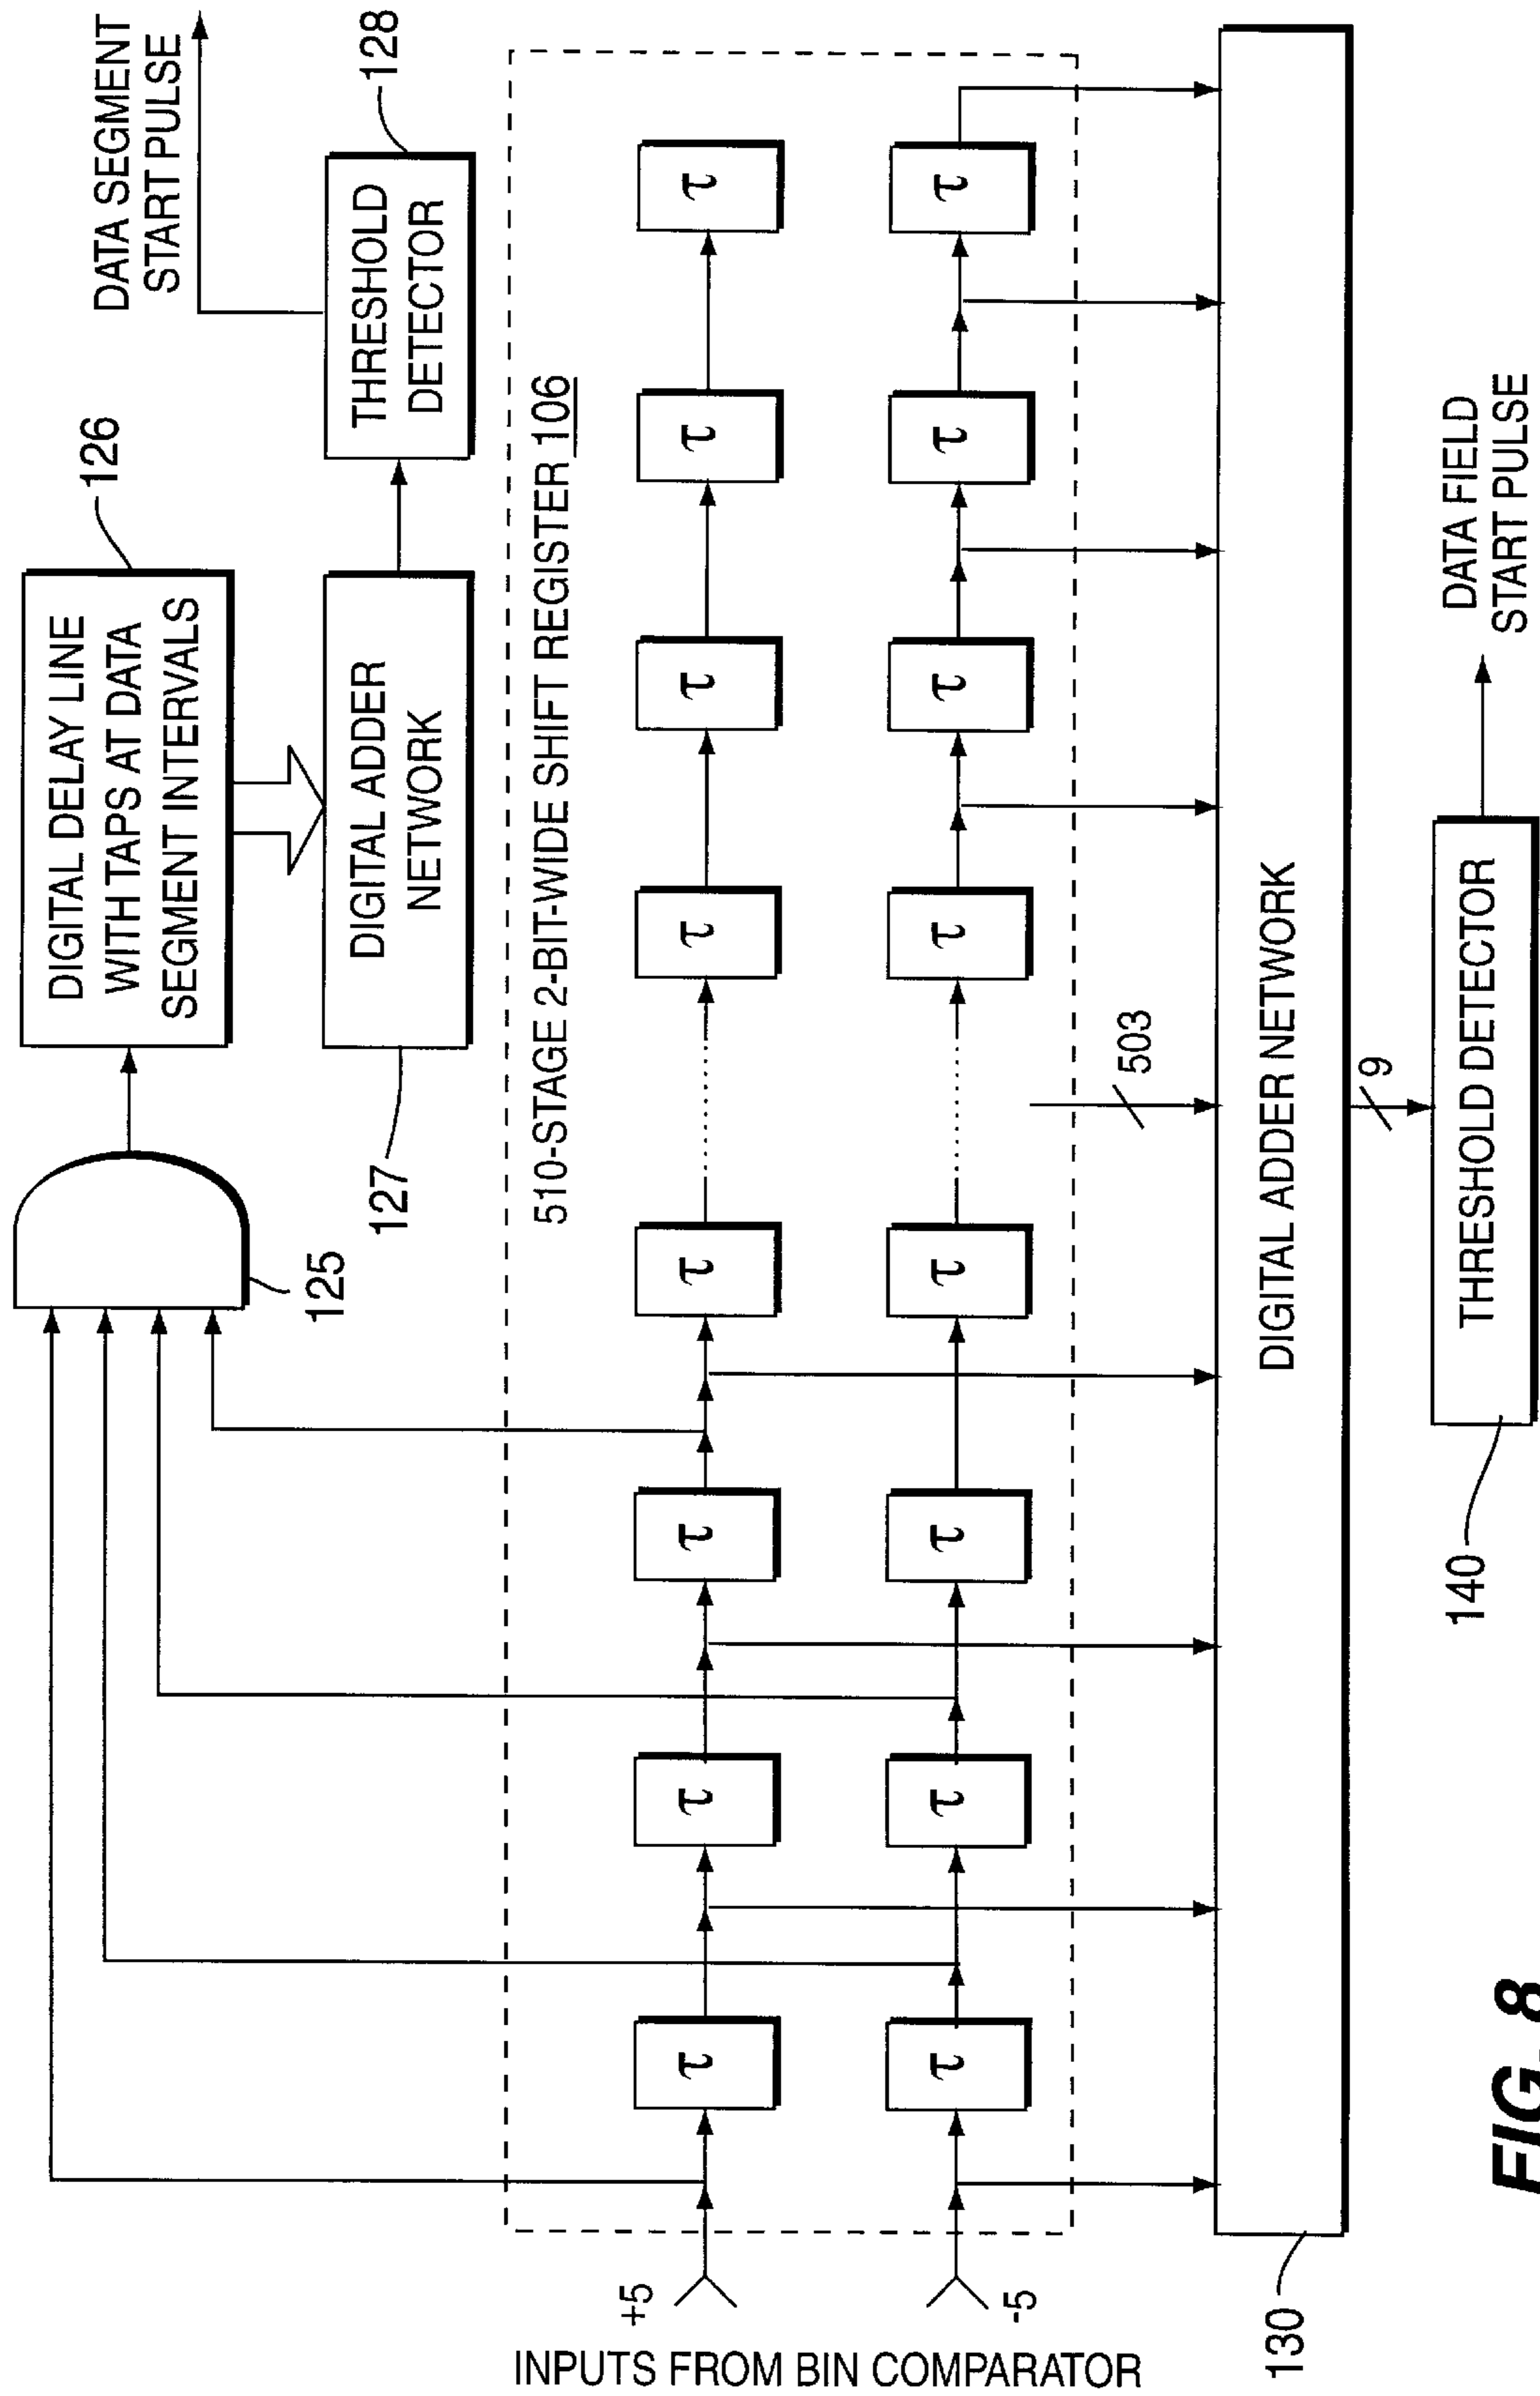 DATA SEGMENT
START PULSE
126
DIGITAL DELAY LINE
WITH TAPS AT DATA
SEGMENT INTERVALS
128
THRESHOLD
DETECTOR
125
127
DIGITAL ADDER
NETWORK
510-STAGE 2-BIT-WIDE SHIFT REGISTER 106
+5
τ
τ
τ
τ
τ
τ
τ
τ
-5
τ
τ
τ
τ
τ
τ
τ
τ
INPUTS FROM BIN COMPARATOR
503
130
DIGITAL ADDER NETWORK
9
140
THRESHOLD DETECTOR
DATA FIELD
START PULSE
FIG. 8